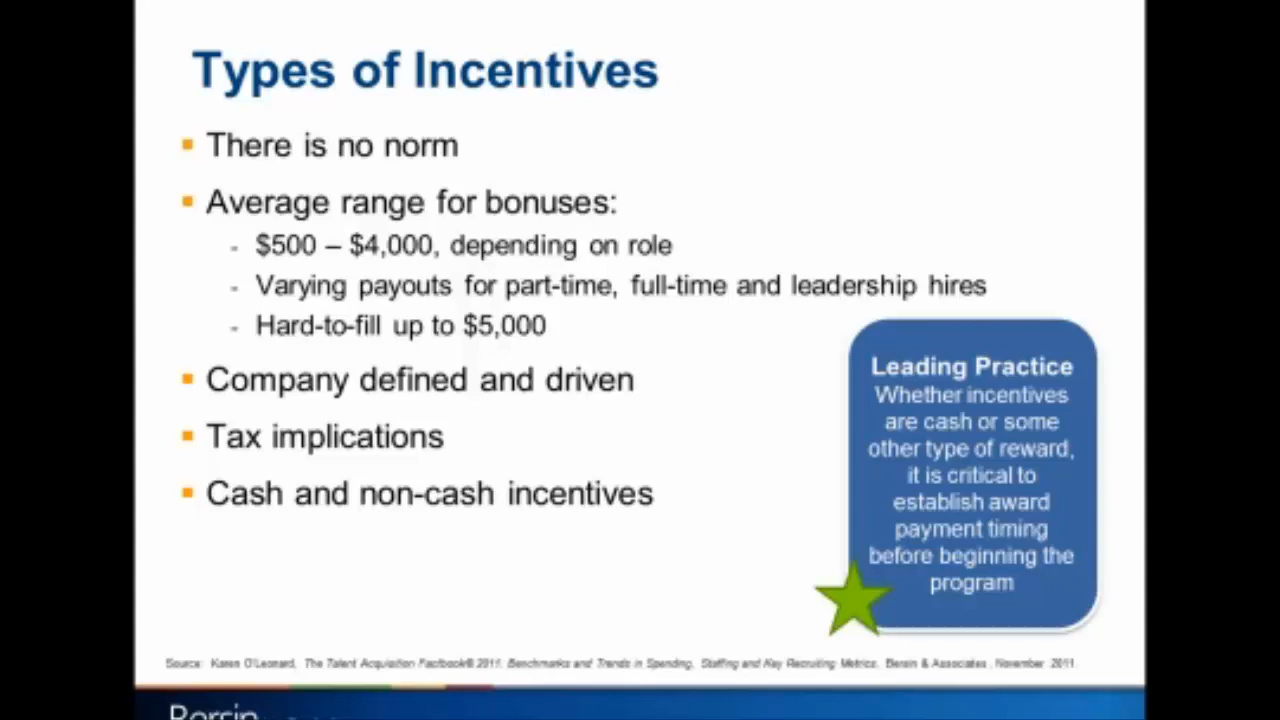 Types of Incentives
There is no norm
Average range for bonuses:
- $500 – $4,000, depending on role
- Varying payouts for part-time, full-time and leadership hires
- Hard-to-fill up to $5,000
Company defined and driven
Tax implications
Cash and non-cash incentives
Leading Practice
Whether incentives
are cash or some
other type of reward,
it is critical to
establish award
payment timing
before beginning the
program
Source: Karen O'Leonard, The Talent Acquisition Factbook® 2011: Benchmarks and Trends in Spending, Staffing and Key Recruiting Metrics, Bersin & Associates, November 2011.
Bersin